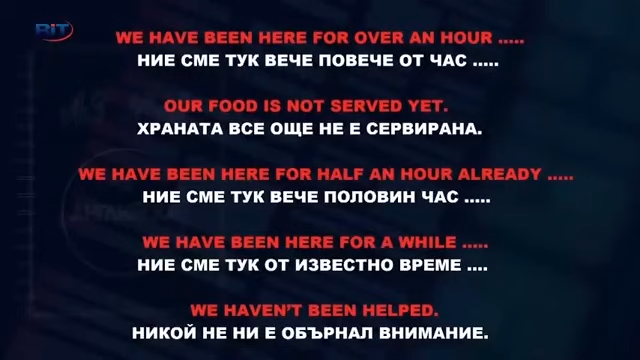 RiT
WE HAVE BEEN HERE FOR OVER AN HOUR .....
НИЕ СМЕ ТУК ВЕЧЕ ПОВЕЧЕ ОТ ЧАС .....
OUR FOOD IS NOT SERVED YET.
ХРАНАТА ВСЕ ОЩЕ НЕ Е СЕРВИРАНА.
WE HAVE BEEN HERE FOR HALF AN HOUR ALREADY .....
НИЕ СМЕ ТУК ВЕЧЕ ПОЛОВИН ЧАС .....
WE HAVE BEEN HERE FOR A WHILE .....
НИЕ СМЕ ТУК ОТ ИЗВЕСТНО ВРЕМЕ ....
WE HAVEN'T BEEN HELPED.
НИКОЙ НЕ НИ Е ОБЪРНАЛ ВНИМАНИЕ.